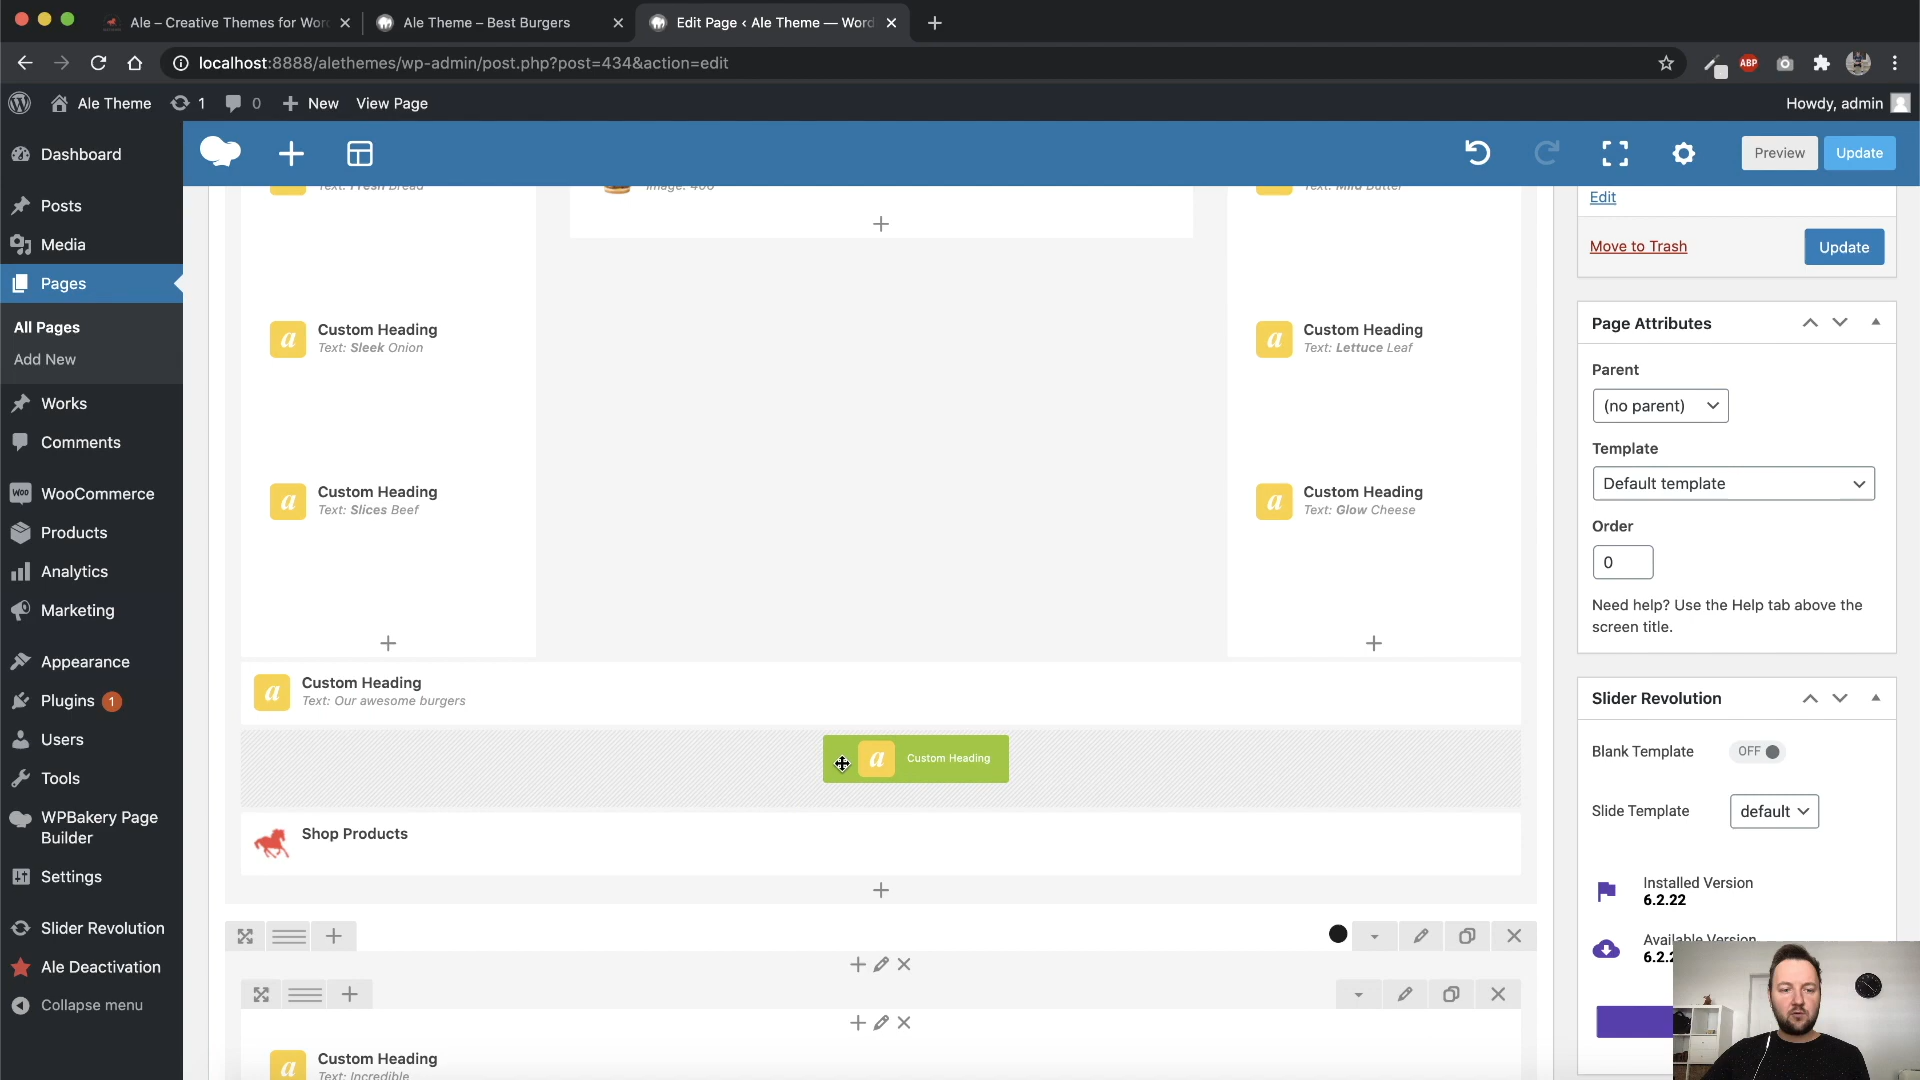 Ale – Creative Themes for Wor
Ale Theme – Best Burgers
Edit Page ‹ Ale Theme — Word
localhost:8888/alethemes/wp-admin/post.php?post=434&action=edit
ABP
Ale Theme
1
0
New
View Page
Howdy, admin
Dashboard
Posts
Media
Pages
All Pages
Add New
Works
Comments
WooCommerce
Products
Analytics
Marketing
Appearance
Plugins 1
Users
Tools
WPBakery Page
Builder
Settings
Slider Revolution
Ale Deactivation
Collapse menu
Preview
Update
Text: Fresh Bread
Image: 400
Text: Mild Butter
Custom Heading
Text: Sleek Onion
Custom Heading
Text: Lettuce Leaf
Custom Heading
Text: Slices Beef
Custom Heading
Text: Glow Cheese
Custom Heading
Text: Our awesome burgers
Custom Heading
Shop Products
Custom Heading
Text: Incredible
Edit
Move to Trash
Update
Page Attributes
Parent
(no parent)
Template
Default template
Order
0
Need help? Use the Help tab above the
screen title.
Slider Revolution
Blank Template
OFF
Slide Template
default
Installed Version
6.2.22
Available Version